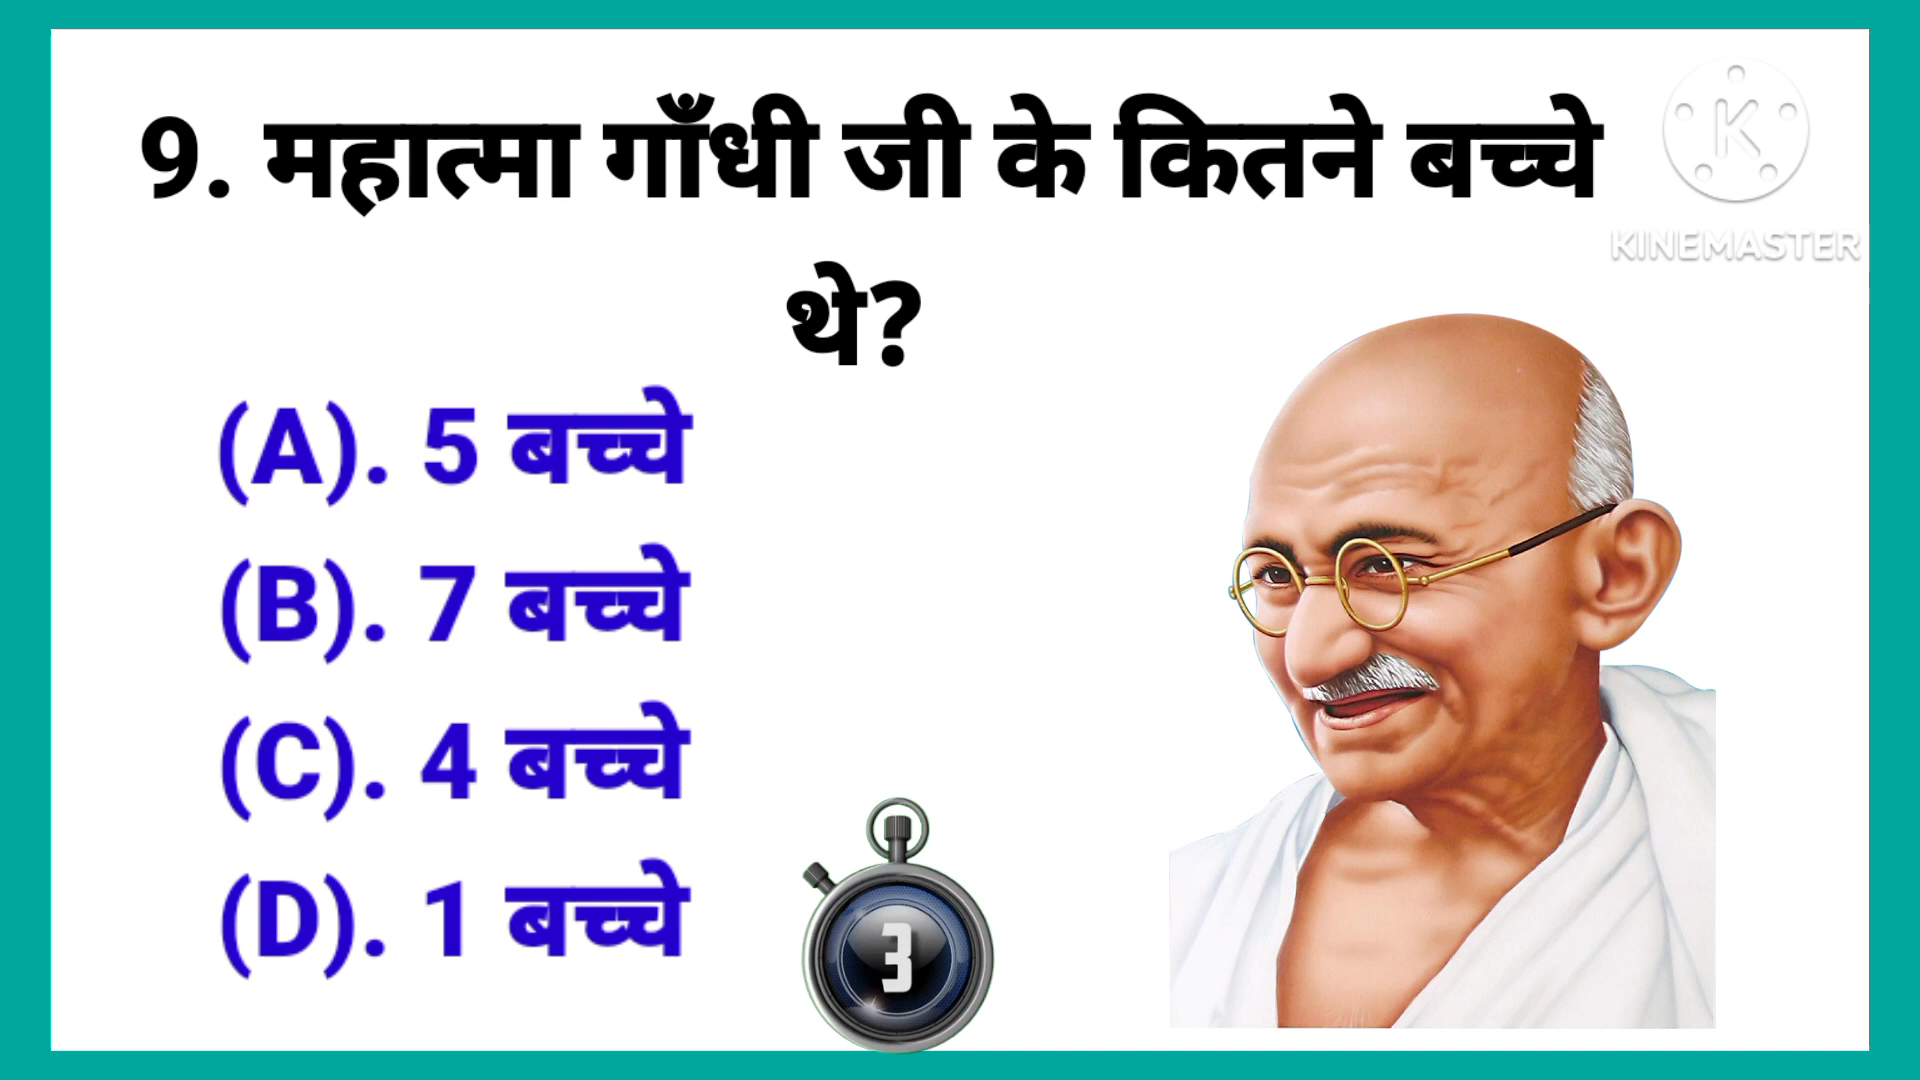 9. महात्मा गाँधी जी के कितने बच्चे
थे?
(A). 5 बच्चे
(B). 7 बच्चे
(C). 4 बच्चे
(D). 1 बच्चे
3
K
KINEMASTER